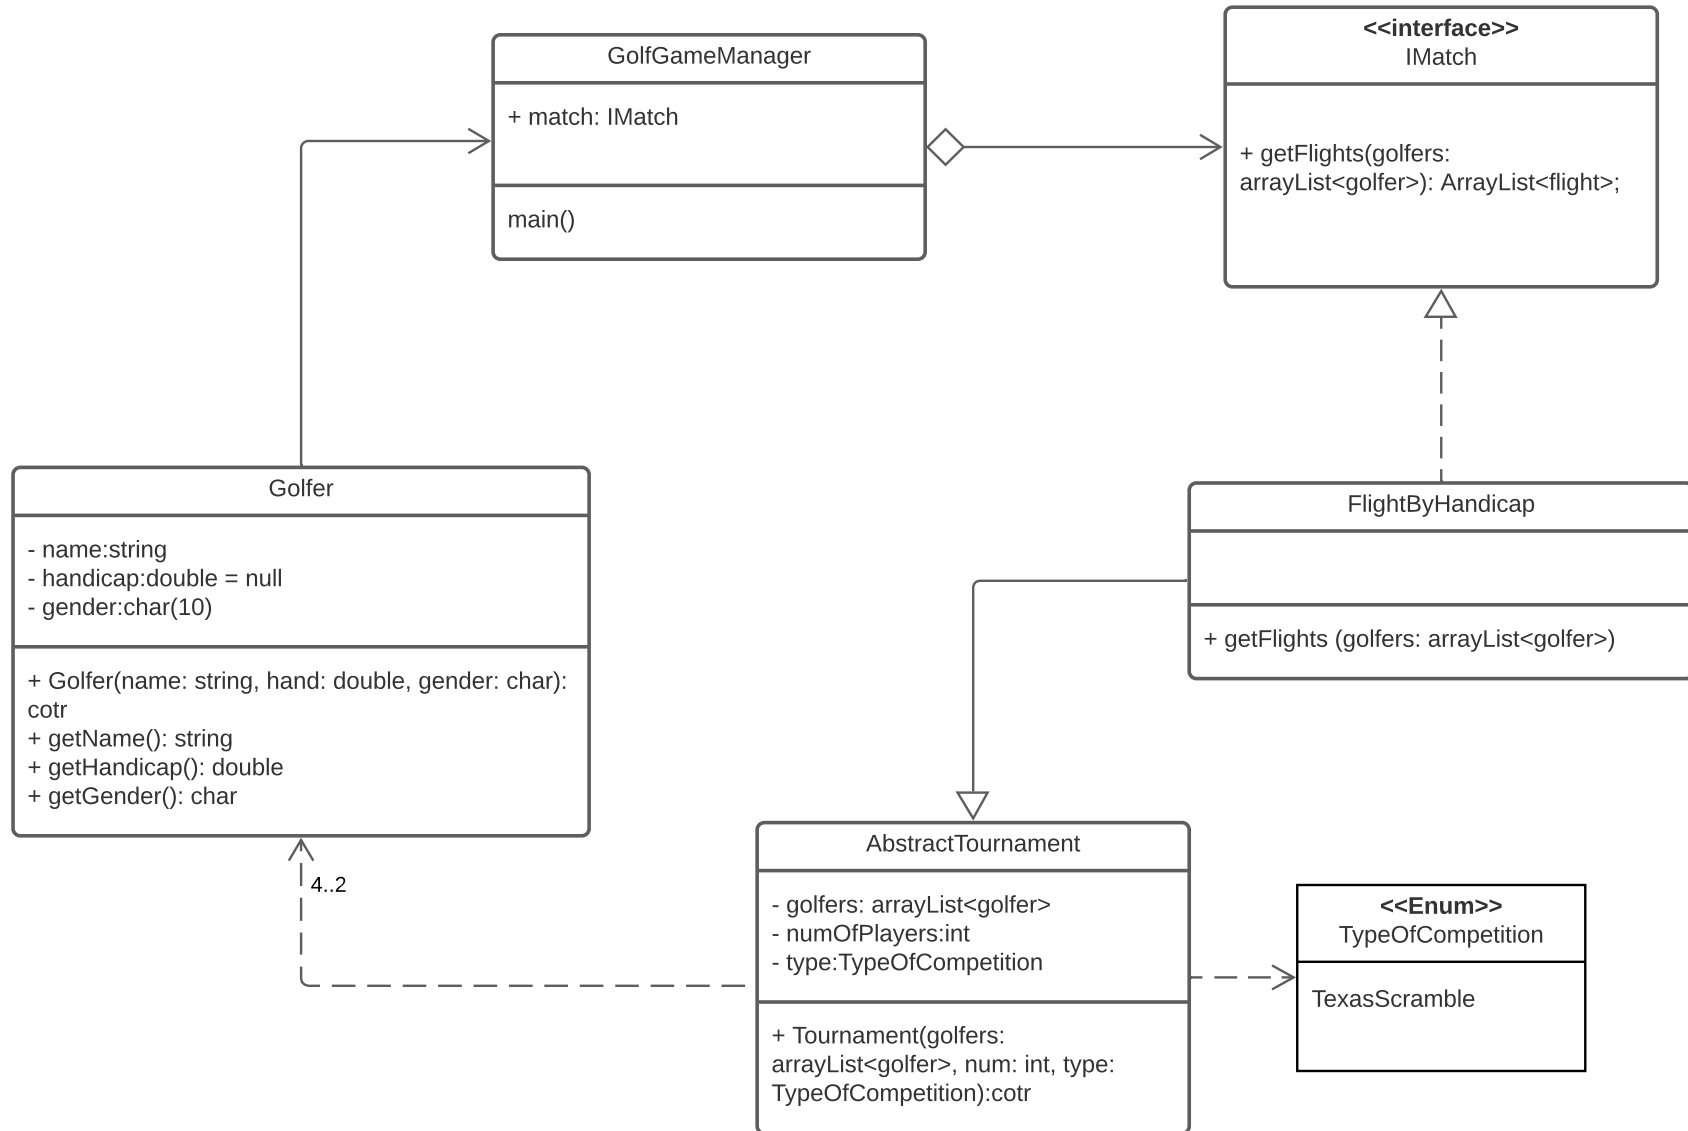 GolfGameManager
+ match: IMatch
main()
<<interface>>
IMatch
+ getFlights(golfers:
arrayList<golfer>): ArrayList<flight>;
Golfer
- name:string
- handicap:double = null
- gender:char(10)
+ Golfer(name: string, hand: double, gender: char):
cotr
+ getName(): string
+ getHandicap(): double
+ getGender(): char
4..2
FlightByHandicap
+ getFlights (golfers: arrayList<golfer>)
AbstractTournament
- golfers: arrayList<golfer>
- numOfPlayers:int
- type:TypeOfCompetition
+ Tournament(golfers:
arrayList<golfer>, num: int, type:
TypeOfCompetition):cotr
<<Enum>>
TypeOfCompetition
TexasScramble